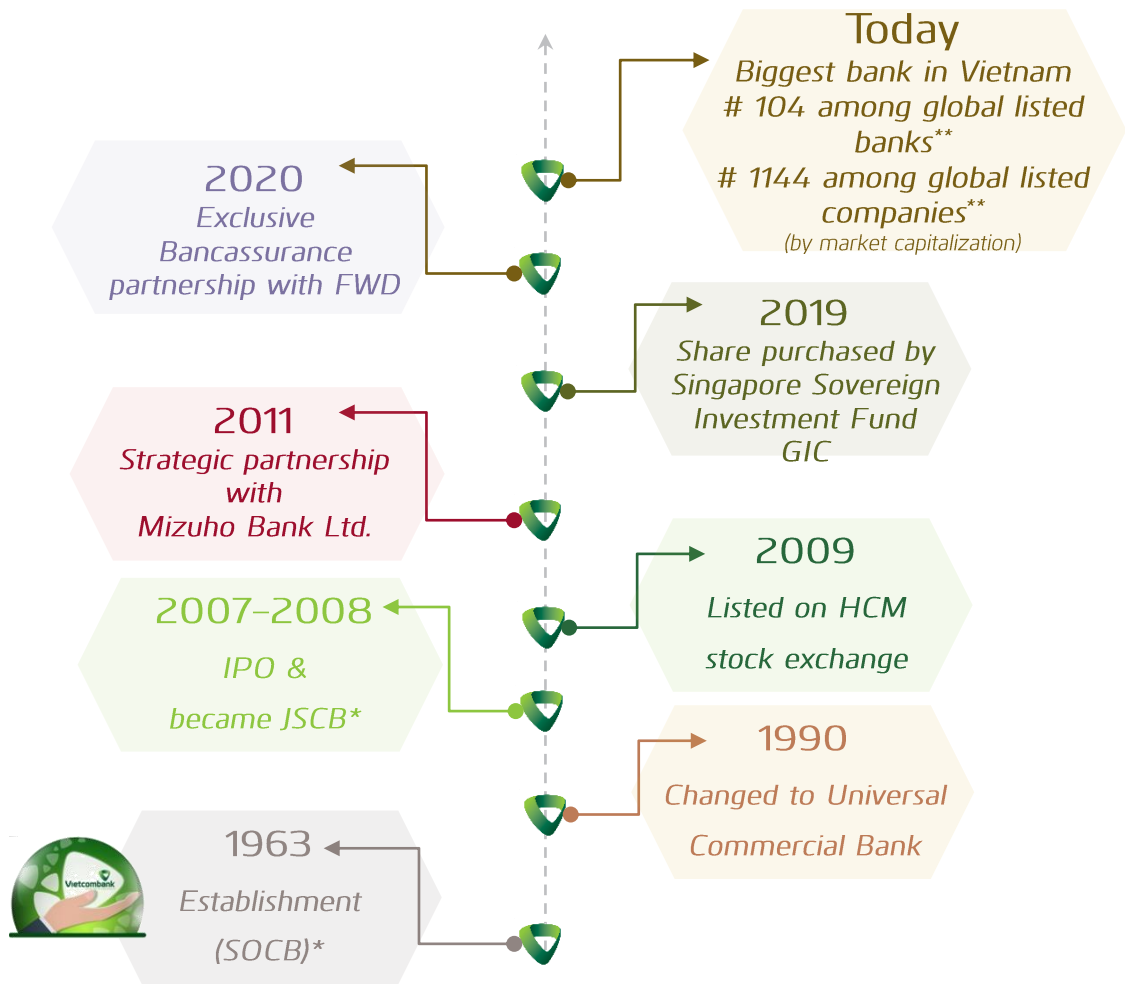 Today
Biggest bank in Vietnam
# 104 among global listed
banks**
# 1144 among global listed
companies**
(by market capitalization)
2020
Exclusive
Bancassurance
partnership with FWD
2019
Share purchased by
Singapore Sovereign
Investment Fund
GIC
2011
Strategic partnership
with
Mizuho Bank Ltd.
2009
Listed on HCM
stock exchange
2007-2008
IPO &
became JSCB*
1990
Changed to Universal
Commercial Bank
1963
Establishment
(SOCB)*
Vietcombank